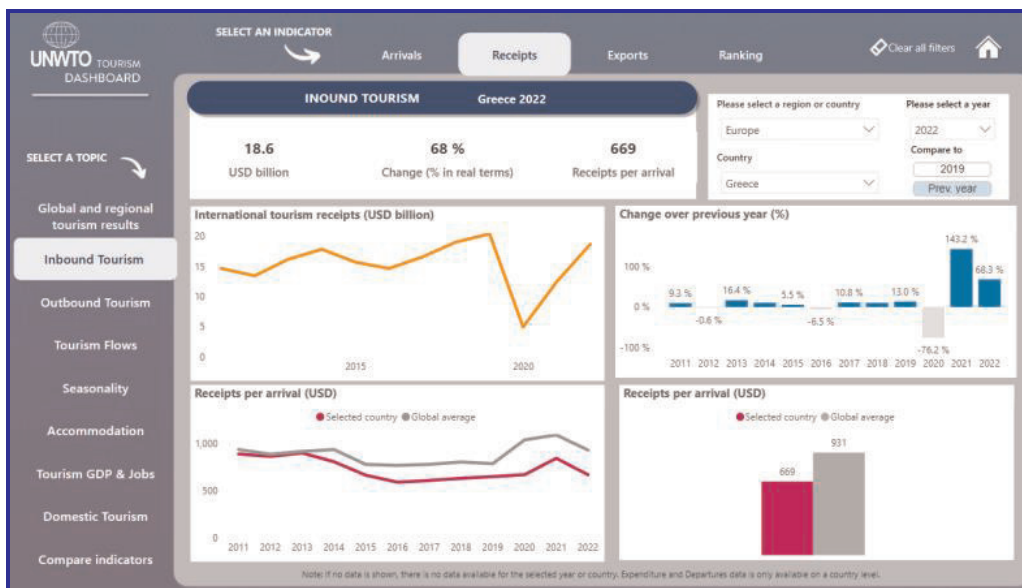 SELECT AN INDICATOR
UNWTO TOURISM
DASHBOARD
Arrivals
Receipts
Exports
Ranking
Clear all filters
INOUND TOURISM Greece 2022
18.6
USD billion
68 %
Change (% in real terms)
669
Receipts per arrival
Please select a region or country
Europe
Country
Greece
Please select a year
2022
Compare to
2019
Prev. year
SELECT A TOPIC
Global and regional
tourism results
Inbound Tourism
Outbound Tourism
Tourism Flows
Seasonality
Accommodation
Tourism GDP & Jobs
Domestic Tourism
Compare indicators
International tourism receipts (USD billion)
20
15
10
5
0
2015 2020
Change over previous year (%)
100 %
0 %
-100 %
9.3 %
-0.6 %
16.4 %
5.5 %
-6.5 %
10.8 %
13.0 %
-76.2 %
143.2 %
68.3 %
2011 2012 2013 2014 2015 2016 2017 2018 2019 2020 2021 2022
Receipts per arrival (USD)
Selected country Global average
1,000
500
0
2011 2012 2013 2014 2015 2016 2017 2018 2019 2020 2021 2022
Receipts per arrival (USD)
Selected country Global average
669
931
Note: If no data is shown, there is no data available for the selected year or country. Expenditure and Departures data is only available on a country level.